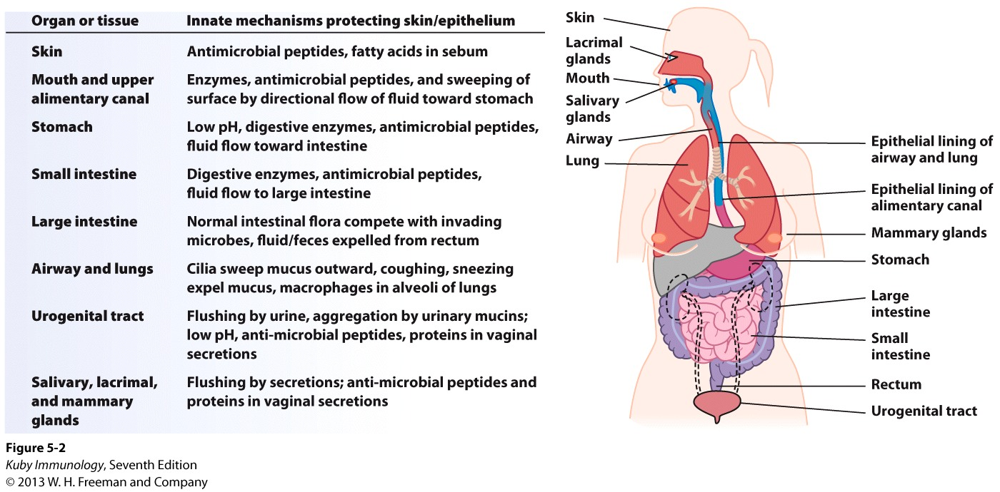 Organ or tissue Innate mechanisms protecting skin/epithelium
Skin Antimicrobial peptides, fatty acids in sebum
Mouth and upper Enzymes, antimicrobial peptides, and sweeping of
alimentary canal surface by directional flow of fluid toward stomach
Stomach Low pH, digestive enzymes, antimicrobial peptides,
fluid flow toward intestine
Small intestine Digestive enzymes, antimicrobial peptides,
fluid flow to large intestine
Large intestine Normal intestinal flora compete with invading
microbes, fluid/feces expelled from rectum
Airway and lungs Cilia sweep mucus outward, coughing, sneezing
expel mucus, macrophages in alveoli of lungs
Urogenital tract Flushing by urine, aggregation by urinary mucins;
low pH, anti-microbial peptides, proteins in vaginal
secretions
Salivary, lacrimal, Flushing by secretions; anti-microbial peptides and
and mammary proteins in vaginal secretions
glands
Skin
Lacrimal
glands
Mouth
Salivary
glands
Airway
Lung
Epithelial lining of
airway and lung
Epithelial lining of
alimentary canal
Mammary glands
Stomach
Large
intestine
Small
intestine
Rectum
Urogenital tract
Figure 5-2
Kuby Immunology, Seventh Edition
© 2013 W. H. Freeman and Company